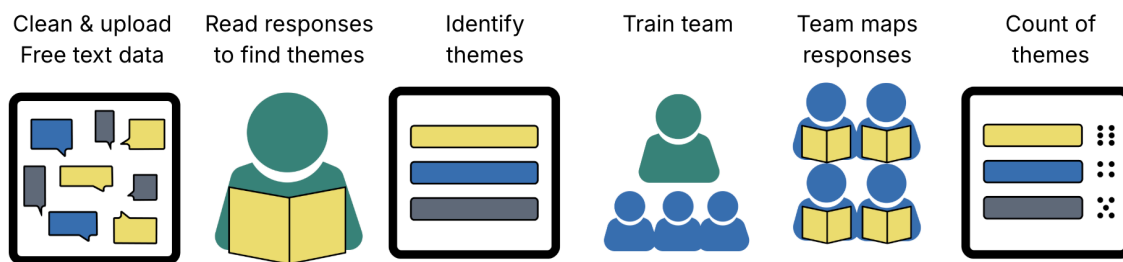 Clean & upload
Free text data
Read responses
to find themes
Identify
themes
Train team
Team maps
responses
Count of
themes